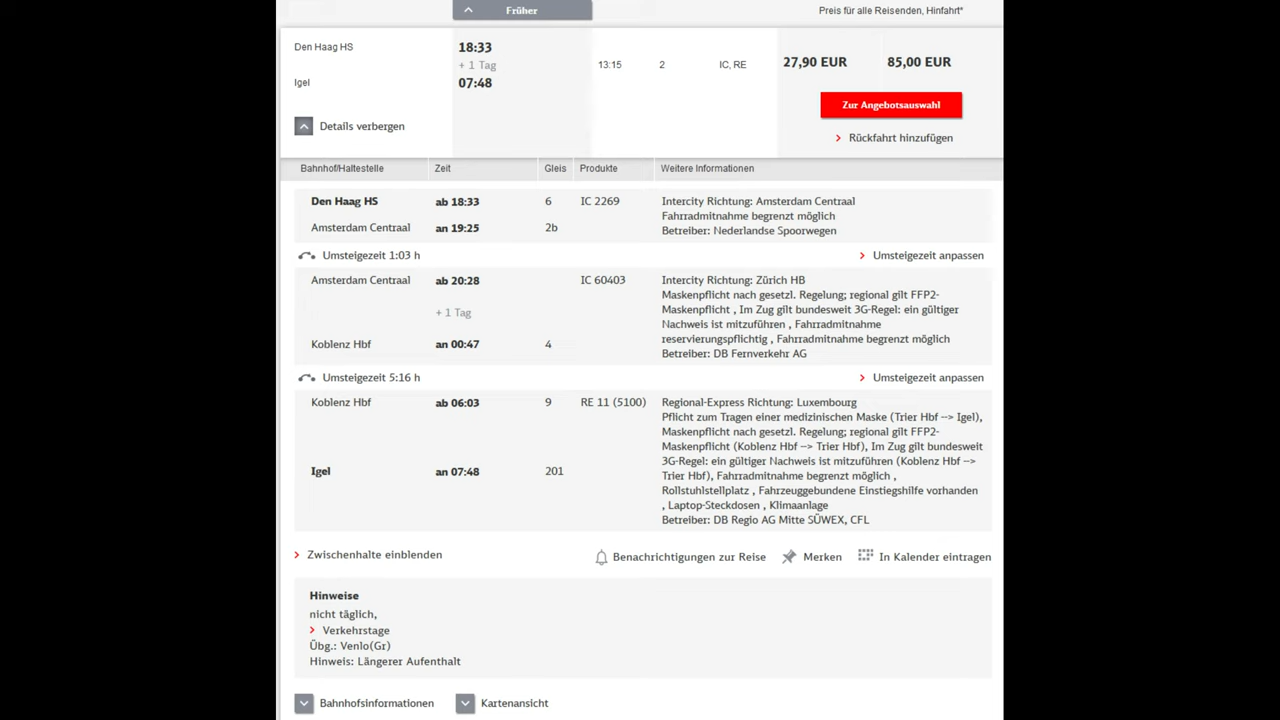 Früher
Preis für alle Reisenden, Hinfahrt*
Den Haag HS
18:33
+ 1 Tag
13:15
2
IC, RE
27,90 EUR
85,00 EUR
Igel
07:48
Zur Angebotsauswahl
Details verbergen
Rückfahrt hinzufügen
Bahnhof/Haltestelle Zeit Gleis Produkte Weitere Informationen
Den Haag HS ab 18:33 6 IC 2269 Intercity Richtung: Amsterdam Centraal
Fahrradmitnahme begrenzt möglich
Amsterdam Centraal an 19:25 2b Betreiber: Nederlandse Spoorwegen
Umsteigezeit 1:03 h Umsteigezeit anpassen
Amsterdam Centraal ab 20:28 IC 60403 Intercity Richtung: Zürich HB
Maskenpflicht nach gesetzl. Regelung; regional gilt FFP2-
+ 1 Tag Maskenpflicht , Im Zug gilt bundesweit 3G-Regel: ein gültiger
Nachweis ist mitzuführen , Fahrradmitnahme
Koblenz Hbf an 00:47 4 reservierungspflichtig , Fahrradmitnahme begrenzt möglich
Betreiber: DB Fernverkehr AG
Umsteigezeit 5:16 h Umsteigezeit anpassen
Koblenz Hbf ab 06:03 9 RE 11 (5100) Regional-Express Richtung: Luxembourg
Pflicht zum Tragen einer medizinischen Maske (Trier Hbf --> Igel),
Maskenpflicht nach gesetzl. Regelung; regional gilt FFP2-
Maskenpflicht (Koblenz Hbf --> Trier Hbf), Im Zug gilt bundesweit
3G-Regel: ein gültiger Nachweis ist mitzuführen (Koblenz Hbf -->
Igel an 07:48 201 Trier Hbf), Fahrradmitnahme begrenzt möglich ,
Rollstuhlstellplatz , Fahrzeuggebundene Einstiegshilfe vorhanden
, Laptop-Steckdosen , Klimaanlage
Betreiber: DB Regio AG Mitte SÜWEX, CFL
Zwischenhalte einblenden Benachrichtigungen zur Reise Merken In Kalender eintragen
Hinweise
nicht täglich,
Verkehrstage
Übg.: Venlo(Gr)
Hinweis: Längerer Aufenthalt
Bahnhofsinformationen Kartenansicht